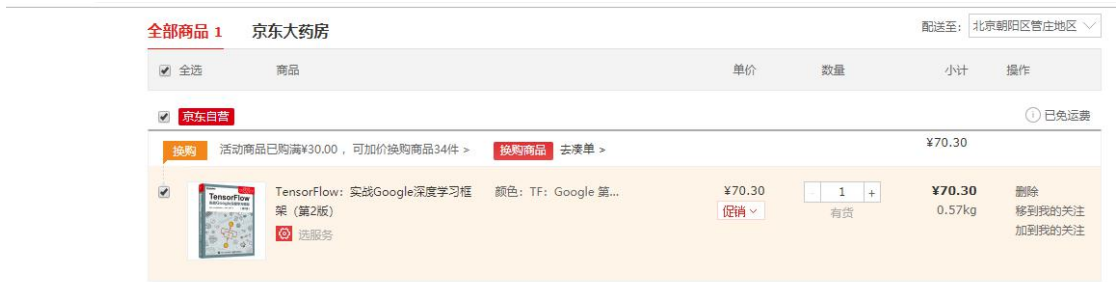 全部商品 1 京东大药房 配送至: 北京朝阳区管庄地区
全选 商品 单价 数量 小计 操作
京东自营 已免运费
换购 活动商品已购满¥30.00 , 可加价换购商品34件 > 换购商品 去凑单 > ¥70.30
TensorFlow: 实战Google深度学习框 颜色: TF: Google 第... ¥70.30 - 1 + ¥70.30 删除
架 (第2版) 促销 有货 0.57kg 移到我的关注
选服务 加到我的关注
TensorFlow